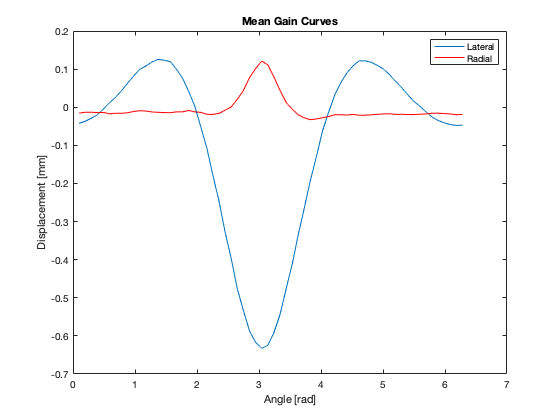 Mean Gain Curves
Lateral
Radial
0.2
0.1
0
-0.1
-0.2
-0.3
-0.4
-0.5
-0.6
-0.7
Displacement [mm]
0 1 2 3 4 5 6 7
Angle [rad]